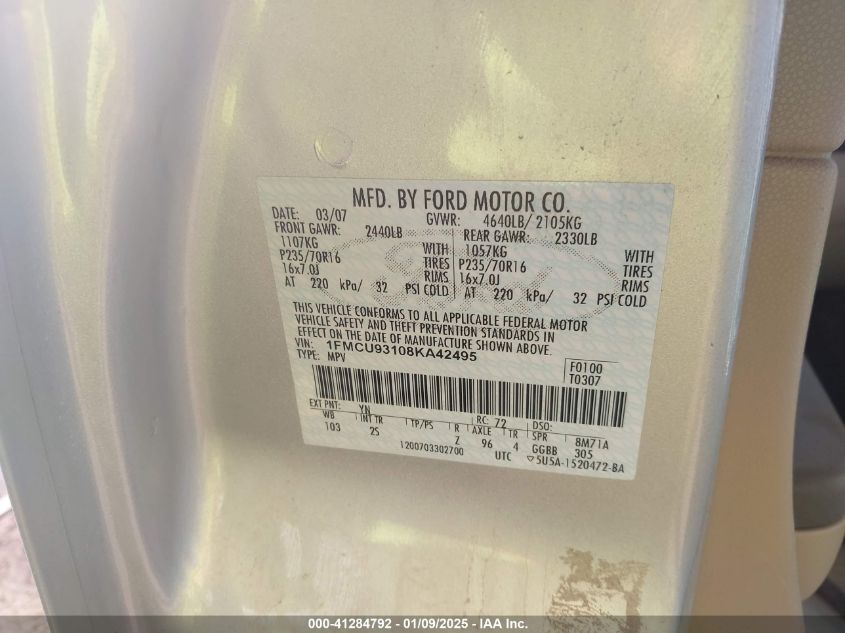 MFD. BY FORD MOTOR CO.
DATE: 03/07 GVWR: 4640LB/ 2105KG
FRONT GAWR: 2440LB REAR GAWR: 2330LB
1107KG WITH 1057KG WITH
P235/70R16 TIRES P235/70R16 TIRES
16x7.0J RIMS 16x7.0J RIMS
AT 220 kPa/ 32 PSI COLD AT 220 kPa/ 32 PSI COLD
THIS VEHICLE CONFORMS TO ALL APPLICABLE FEDERAL MOTOR
VEHICLE SAFETY AND THEFT PREVENTION STANDARDS IN
EFFECT ON THE DATE OF MANUFACTURE SHOWN ABOVE.
VIN: 1FMCU93108KA42495
TYPE: MPV
F0100
T0307
EXT PNT: YN RC: 72 DSO:
WB INT TR TP/PS R AXLE TR SPR 8M71A
103 2S Z 96 4 GGBB 305
1200703302700 UTC ▽5U5A-1520472-BA
000-41284792 - 01/09/2025 - IAA Inc.